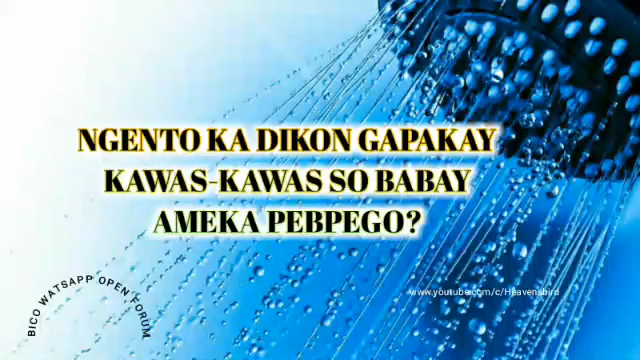 NGENTO KA DIKON GAPAKAY
KAWAS-KAWAS SO BABAY
AMEKA PEBPEGO?
www.youtube.com/c/Heavensbird
BICO WATSAPP OPEN FORUM